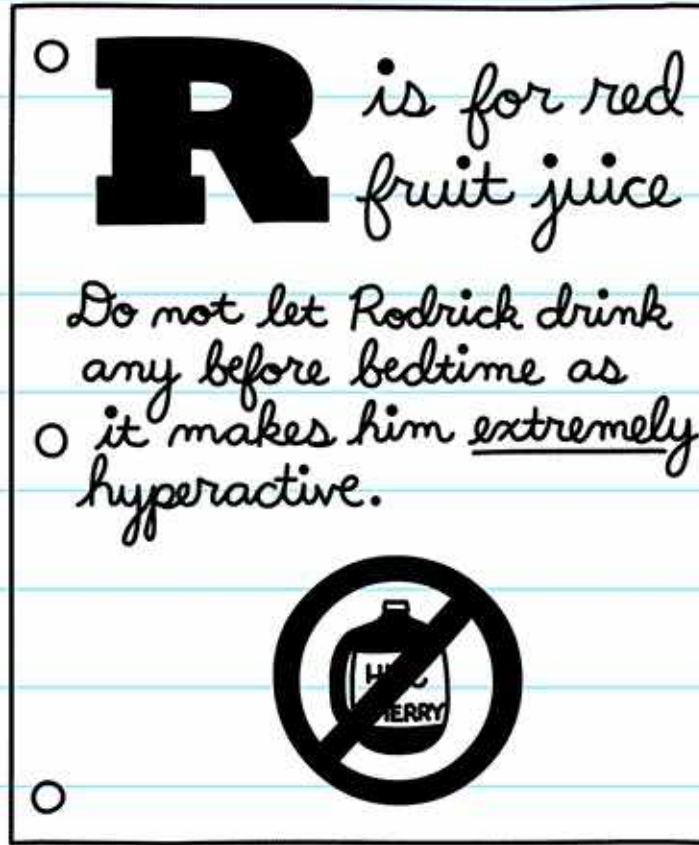 R is for red
fruit juice
Do not let Rodrick drink
any before bedtime as
it makes him extremely
hyperactive.